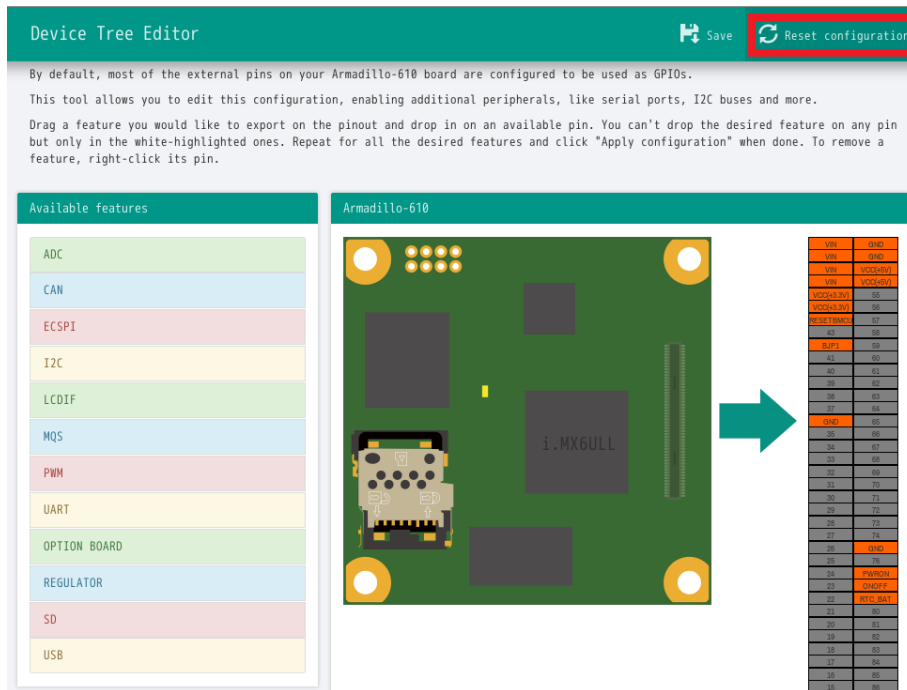 Device Tree Editor
Save
Reset configuration
By default, most of the external pins on your Armadillo-610 board are configured to be used as GPIOs.
This tool allows you to edit this configuration, enabling additional peripherals, like serial ports, I2C buses and more.
Drag a feature you would like to export on the pinout and drop in on an available pin. You can't drop the desired feature on any pin
but only in the white-highlighted ones. Repeat for all the desired features and click "Apply configuration" when done. To remove a
feature, right-click its pin.
Available features
Armadillo-610
ADC
CAN
ECSPI
I2C
LCDIF
MQS
PWM
UART
OPTION BOARD
REGULATOR
SD
USB
i.MX6ULL
VIN GND
VIN GND
VIN VCC(+5V)
VIN VCC(+5V)
VCC(+3.3V) 55
VCC(+3.3V) 56
RESETBMCU 57
43 58
BJP1 59
41 60
40 61
39 62
38 63
37 64
GND 65
35 66
34 67
33 68
32 69
31 70
30 71
29 72
28 73
27 74
26 GND
25 76
24 PWRON
23 ONOFF
22 RTC_BAT
21 80
20 81
19 82
18 83
17 84
16 85
15 86